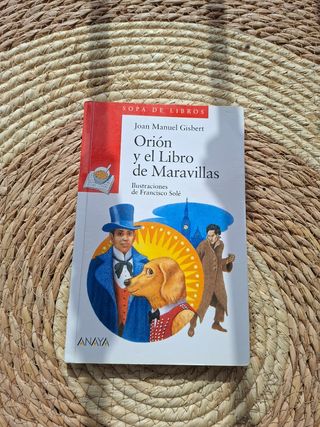 SOPA DE LIBROS
Joan Manuel Gisbert
Orión
y el Libro
de Maravillas
Ilustraciones
de Francisco Solé
ANAYA